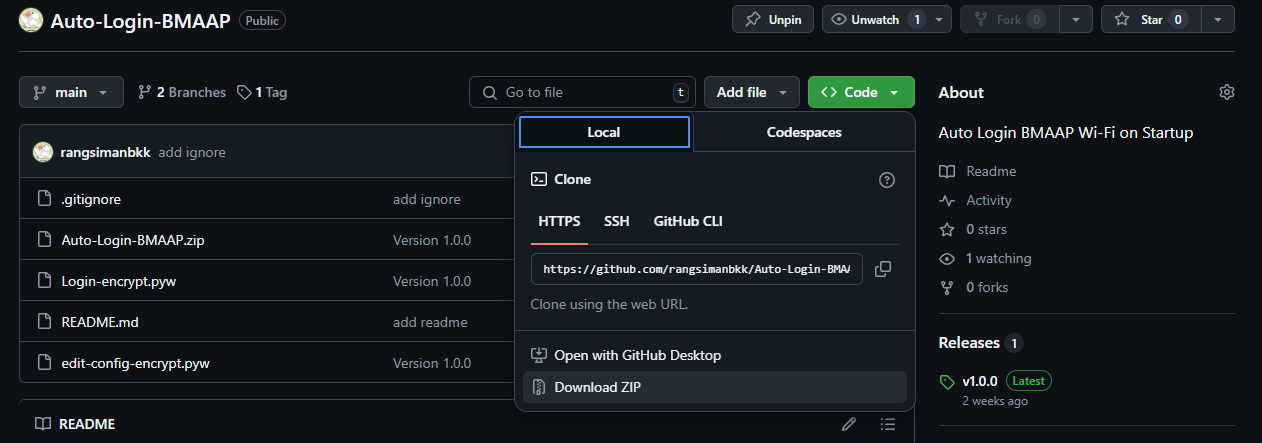 Auto-Login-BMAAP Public
Unpin
Unwatch 1
Fork 0
Star 0
main
2 Branches
1 Tag
Go to file
t
Add file
Code
rangsimanbkk add ignore
.gitignore add ignore
Auto-Login-BMAAP.zip Version 1.0.0
Login-encrypt.pyw Version 1.0.0
README.md add readme
edit-config-encrypt.pyw Version 1.0.0
README
Local
Codespaces
Clone
HTTPS SSH GitHub CLI
https://github.com/rangsimanbkk/Auto-Login-BMAA
Clone using the web URL.
Open with GitHub Desktop
Download ZIP
About
Auto Login BMAAP Wi-Fi on Startup
Readme
Activity
0 stars
1 watching
0 forks
Releases 1
v1.0.0 Latest
2 weeks ago